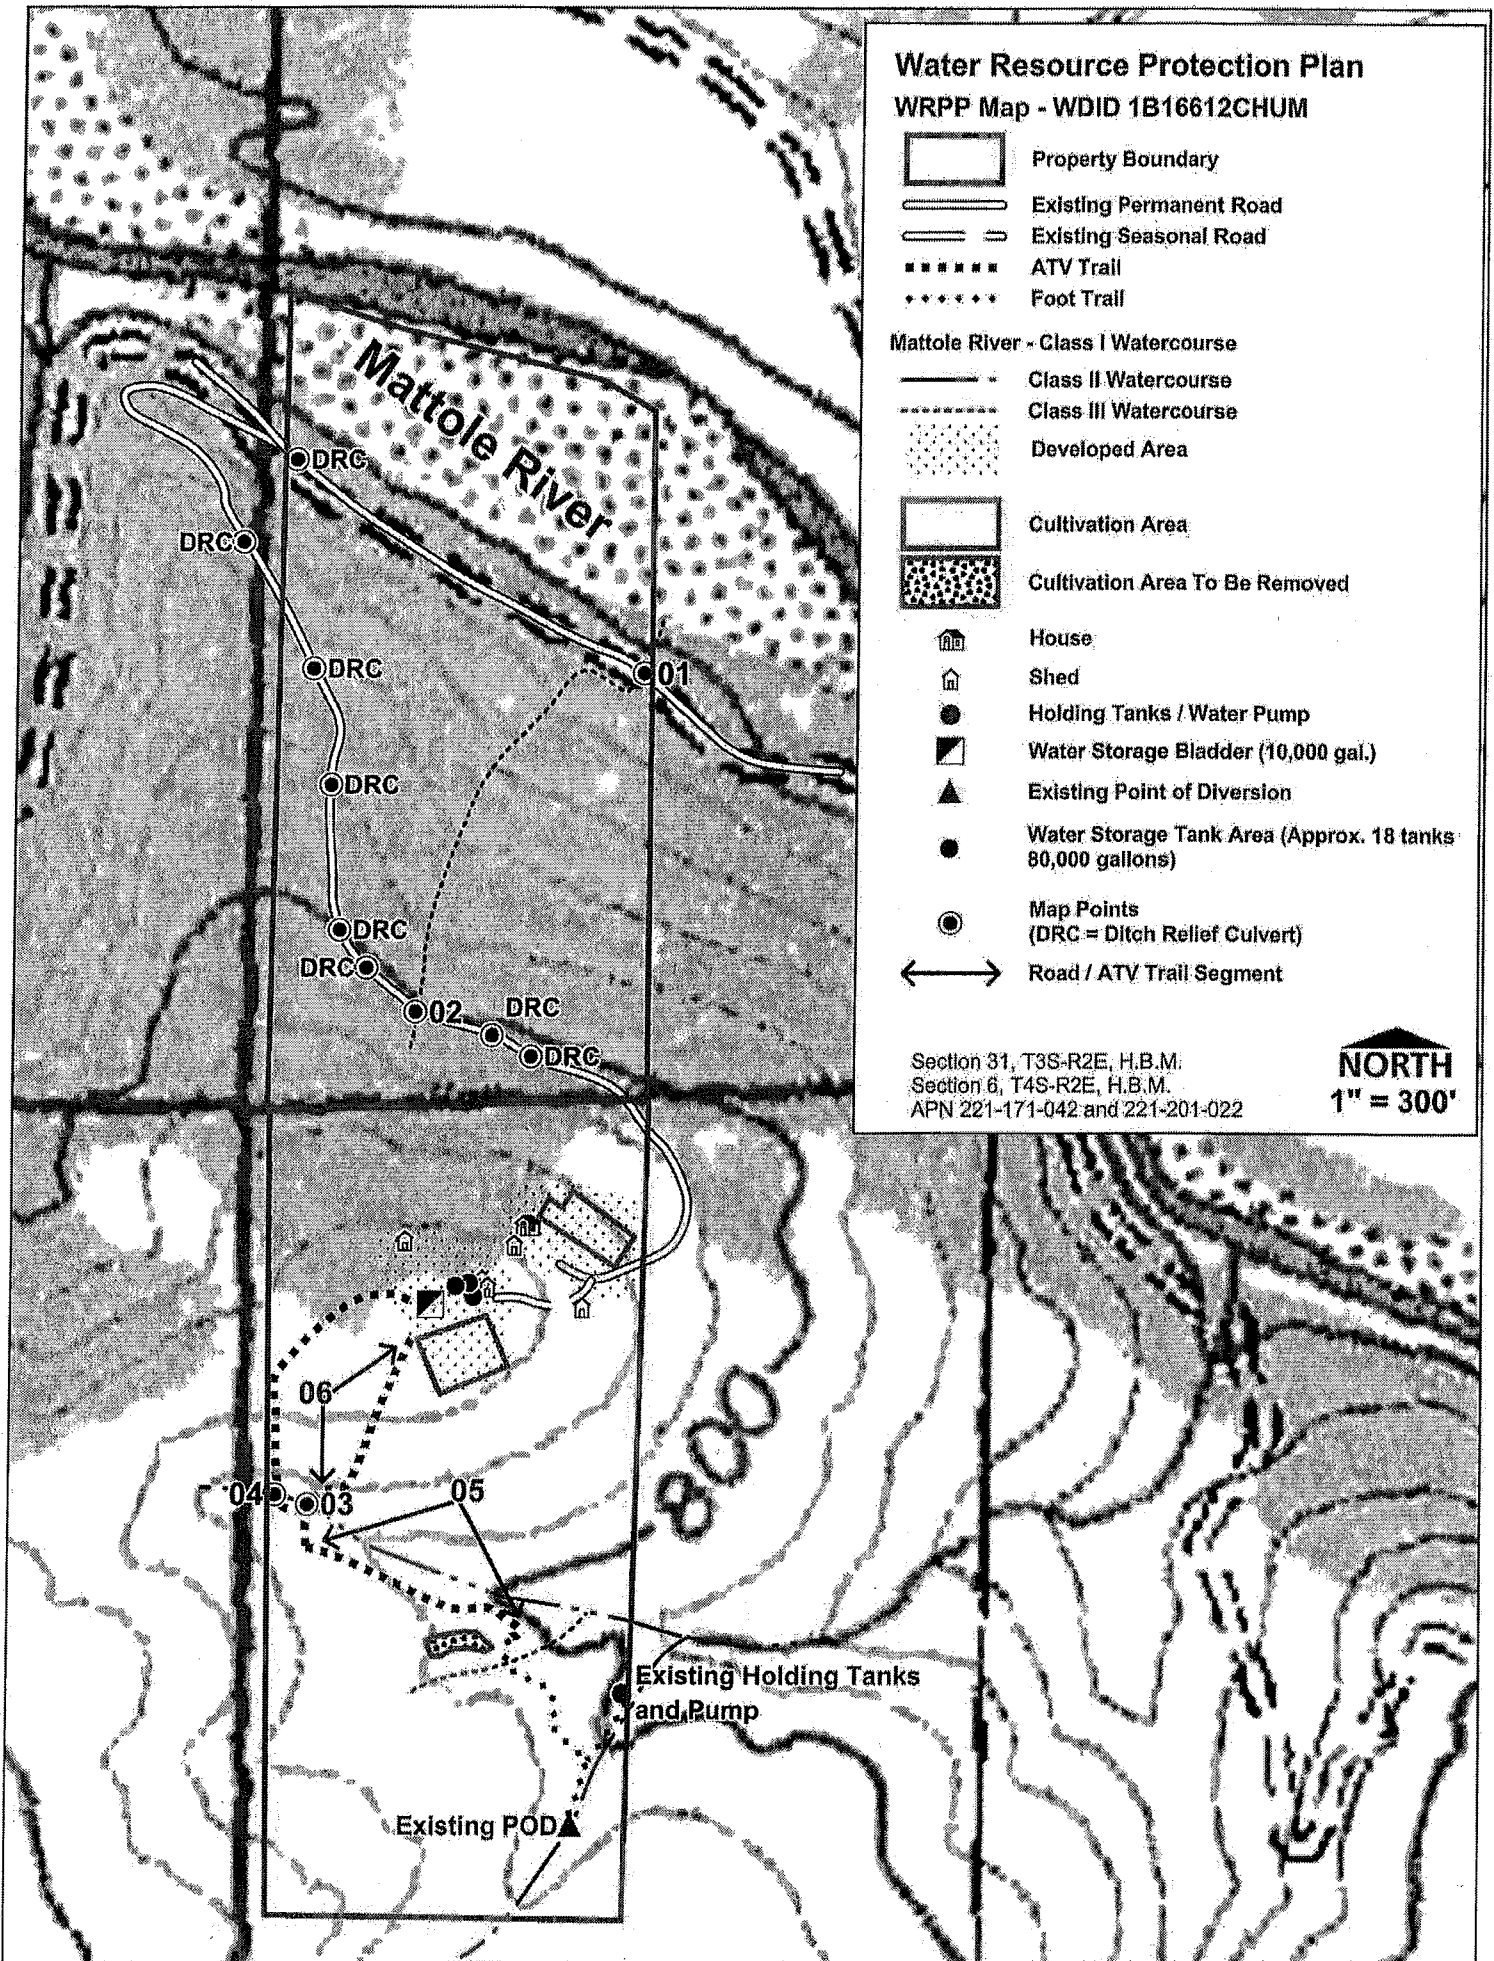 Water Resource Protection Plan
WRPP Map - WDID 1B16612CHUM
Property Boundary
Existing Permanent Road
Existing Seasonal Road
ATV Trail
Foot Trail
Mattole River - Class I Watercourse
Class II Watercourse
Class III Watercourse
Developed Area
Cultivation Area
Cultivation Area To Be Removed
House
Shed
Holding Tanks / Water Pump
Water Storage Bladder (10,000 gal.)
Existing Point of Diversion
Water Storage Tank Area (Approx. 18 tanks
80,000 gallons)
Map Points
(DRC = Ditch Relief Culvert)
Road / ATV Trail Segment
Section 31, T3S-R2E, H.B.M.
Section 6, T4S-R2E, H.B.M.
APN 221-171-042 and 221-201-022
NORTH
1" = 300'
Mattole River
DRC
DRC
DRC
01
DRC
DRC
DRC
02
DRC
DRC
800
06
04
03
05
Existing Holding Tanks
and Pump
Existing POD